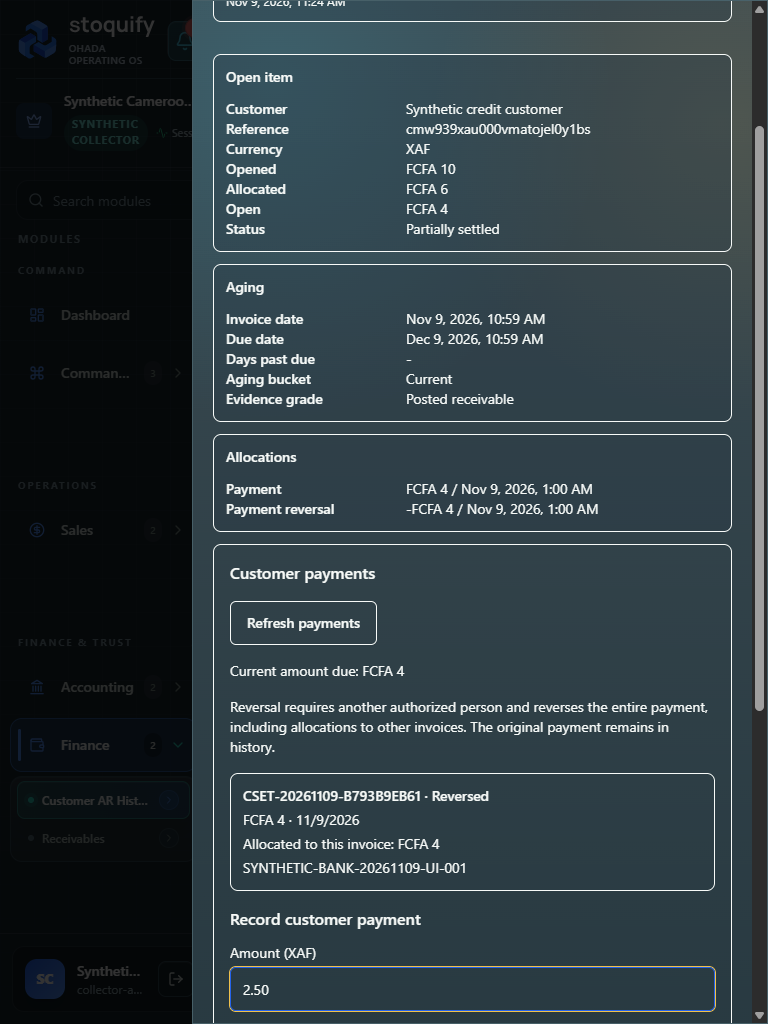 stoquify
OHADA
OPERATING OS
Synthetic Cameroo...
SYNTHETIC
COLLECTOR
Sess
Search modules
MODULES
COMMAND
Dashboard
Comman... 3
OPERATIONS
Sales 2
FINANCE & TRUST
Accounting 2
Finance 2
Customer AR Hist...
Receivables
SC
Syntheti...
collector-a...
Nov 9, 2026, 11:24 AM
Open item
Customer Synthetic credit customer
Reference cmw939xau000vmatojel0y1bs
Currency XAF
Opened FCFA 10
Allocated FCFA 6
Open FCFA 4
Status Partially settled
Aging
Invoice date Nov 9, 2026, 10:59 AM
Due date Dec 9, 2026, 10:59 AM
Days past due -
Aging bucket Current
Evidence grade Posted receivable
Allocations
Payment FCFA 4 / Nov 9, 2026, 1:00 AM
Payment reversal -FCFA 4 / Nov 9, 2026, 1:00 AM
Customer payments
Refresh payments
Current amount due: FCFA 4
Reversal requires another authorized person and reverses the entire payment,
including allocations to other invoices. The original payment remains in
history.
CSET-20261109-B793B9EB61 · Reversed
FCFA 4 · 11/9/2026
Allocated to this invoice: FCFA 4
SYNTHETIC-BANK-20261109-UI-001
Record customer payment
Amount (XAF)
2.50